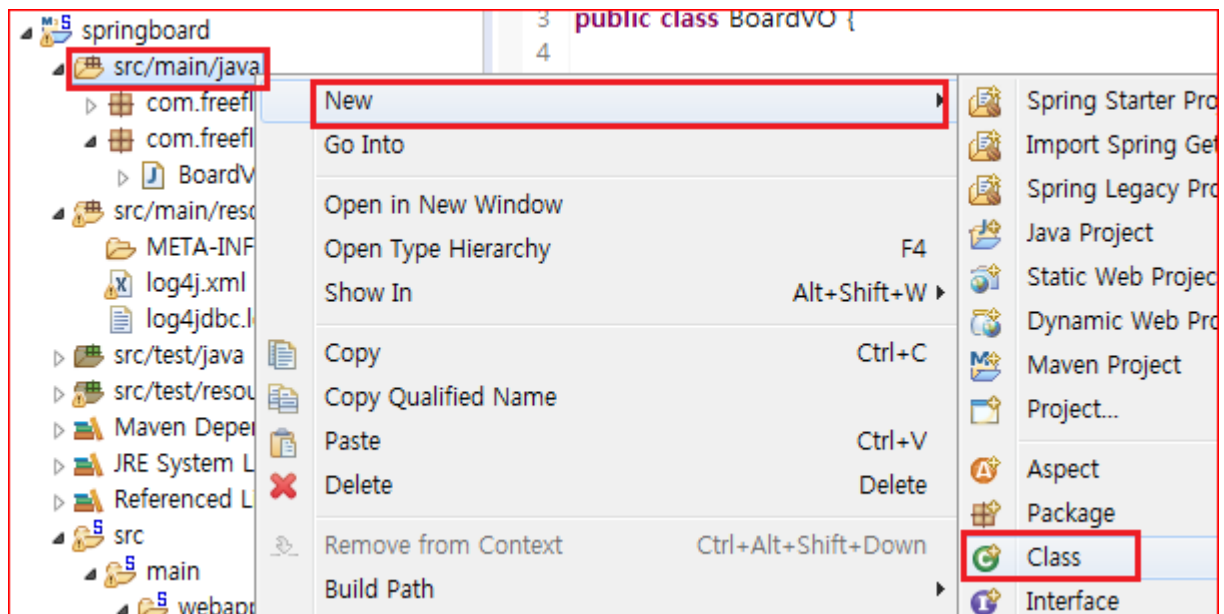 springboard
src/main/java
com.freefl
com.freefl
BoardV
src/main/reso
META-INF
log4j.xml
log4jdbc.l
src/test/java
src/test/resou
Maven Depe
JRE System L
Referenced L
src
main
webapp
3 public class BoardVO {
4
New
Go Into
Open in New Window
Open Type Hierarchy F4
Show In Alt+Shift+W
Copy Ctrl+C
Copy Qualified Name
Paste Ctrl+V
Delete Delete
Remove from Context Ctrl+Alt+Shift+Down
Build Path
Spring Starter Pro
Import Spring Get
Spring Legacy Pro
Java Project
Static Web Projec
Dynamic Web Pro
Maven Project
Project...
Aspect
Package
Class
Interface